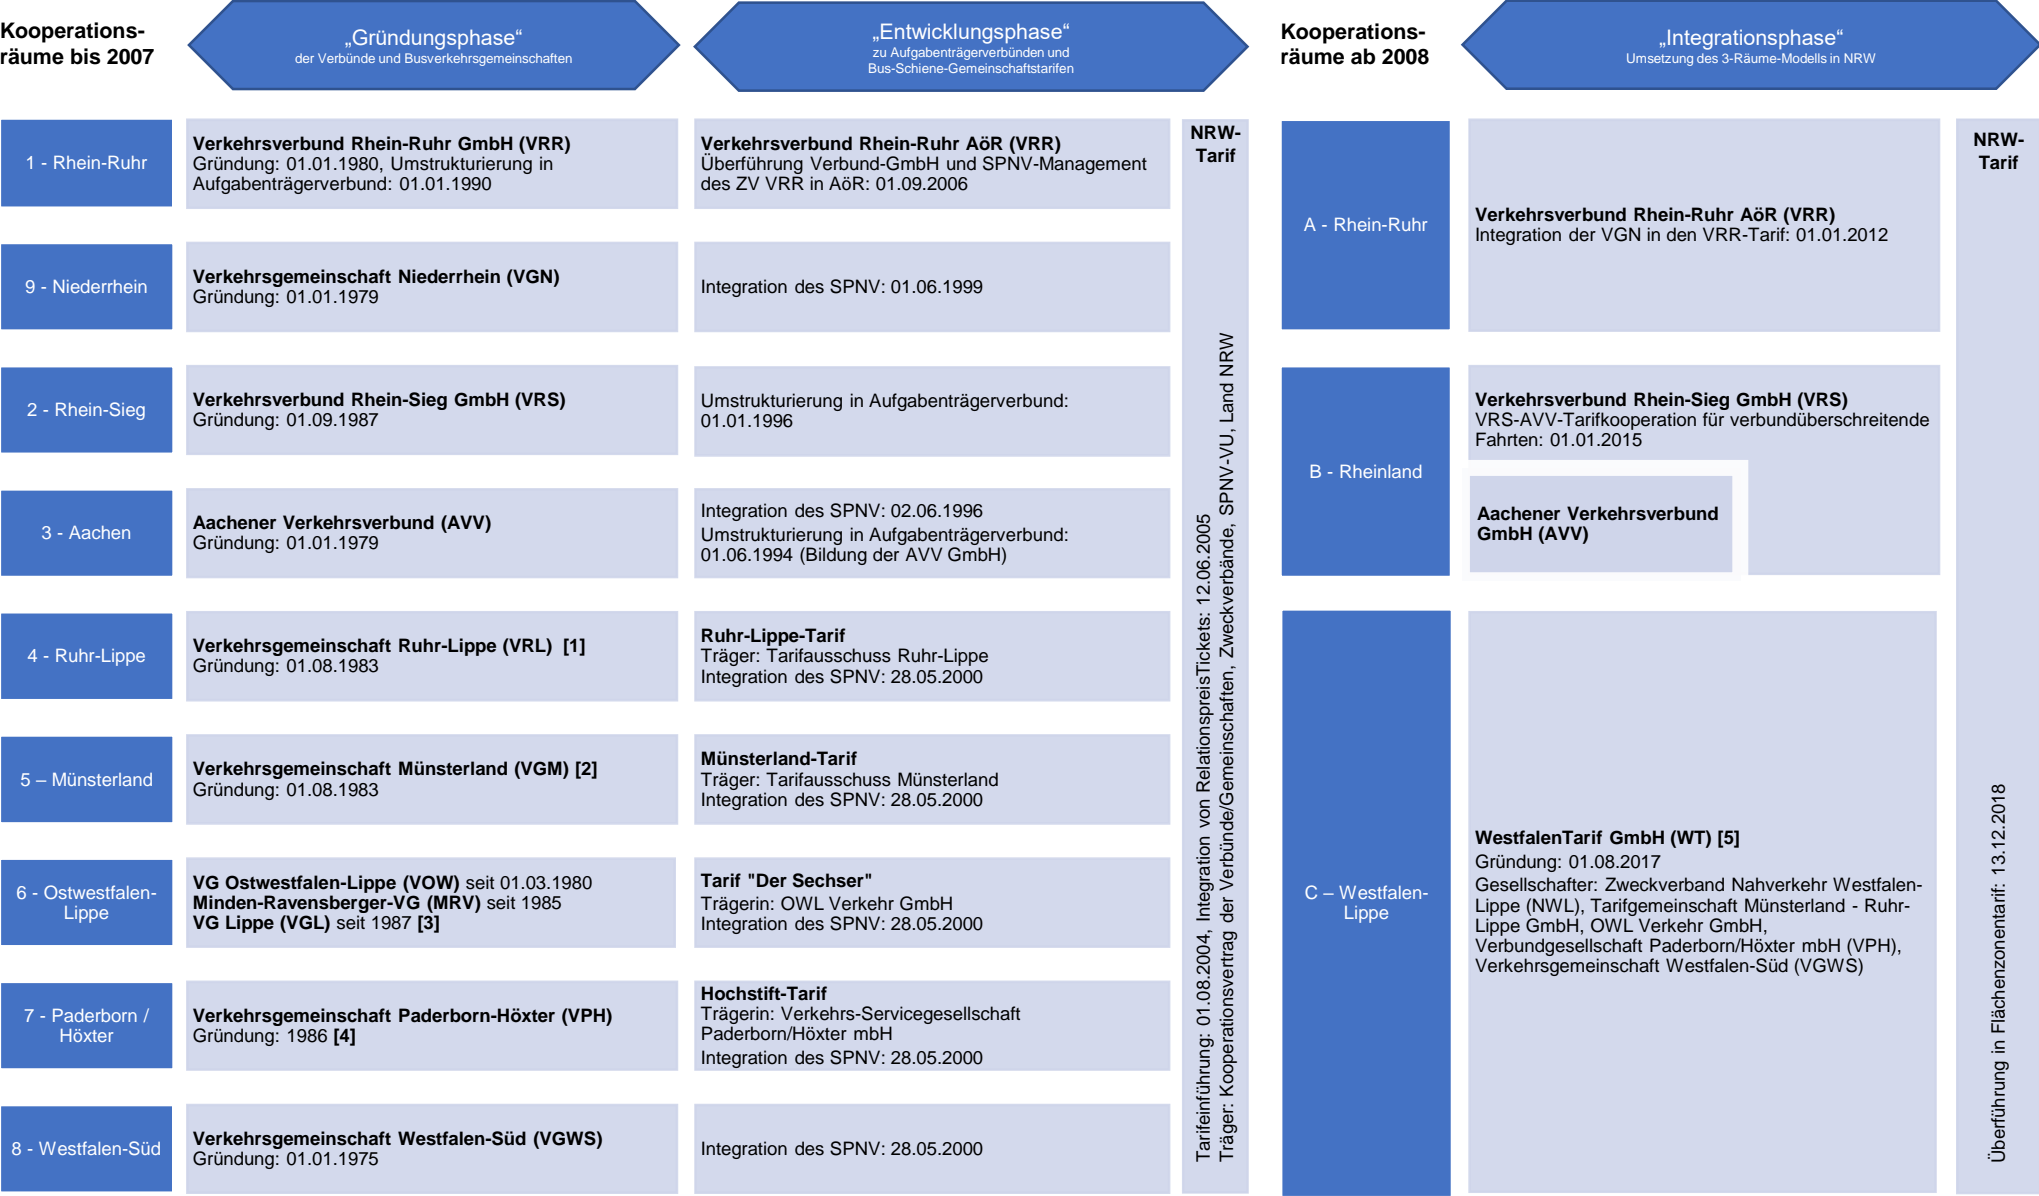 Kooperations-
räume bis 2007
„Gründungsphase“
der Verbünde und Busverkehrsgemeinschaften
„Entwicklungsphase“
zu Aufgabenträgerverbünden und
Bus-Schiene-Gemeinschaftstarifen
Kooperations-
räume ab 2008
„Integrationsphase“
Umsetzung des 3-Räume-Modells in NRW
1 - Rhein-Ruhr
Verkehrsverbund Rhein-Ruhr GmbH (VRR)
Gründung: 01.01.1980, Umstrukturierung in
Aufgabenträgerverbund: 01.01.1990
Verkehrsverbund Rhein-Ruhr AöR (VRR)
Überführung Verbund-GmbH und SPNV-Management
des ZV VRR in AöR: 01.09.2006
9 - Niederrhein
Verkehrsgemeinschaft Niederrhein (VGN)
Gründung: 01.01.1979
Integration des SPNV: 01.06.1999
2 - Rhein-Sieg
Verkehrsverbund Rhein-Sieg GmbH (VRS)
Gründung: 01.09.1987
Umstrukturierung in Aufgabenträgerverbund:
01.01.1996
3 - Aachen
Aachener Verkehrsverbund (AVV)
Gründung: 01.01.1979
Integration des SPNV: 02.06.1996
Umstrukturierung in Aufgabenträgerverbund:
01.06.1994 (Bildung der AVV GmbH)
4 - Ruhr-Lippe
Verkehrsgemeinschaft Ruhr-Lippe (VRL) [1]
Gründung: 01.08.1983
Ruhr-Lippe-Tarif
Träger: Tarifausschuss Ruhr-Lippe
Integration des SPNV: 28.05.2000
5 – Münsterland
Verkehrsgemeinschaft Münsterland (VGM) [2]
Gründung: 01.08.1983
Münsterland-Tarif
Träger: Tarifausschuss Münsterland
Integration des SPNV: 28.05.2000
6 - Ostwestfalen-
Lippe
VG Ostwestfalen-Lippe (VOW) seit 01.03.1980
Minden-Ravensberger-VG (MRV) seit 1985
VG Lippe (VGL) seit 1987 [3]
Tarif "Der Sechser"
Trägerin: OWL Verkehr GmbH
Integration des SPNV: 28.05.2000
7 - Paderborn /
Höxter
Verkehrsgemeinschaft Paderborn-Höxter (VPH)
Gründung: 1986 [4]
Hochstift-Tarif
Trägerin: Verkehrs-Servicegesellschaft
Paderborn/Höxter mbH
Integration des SPNV: 28.05.2000
8 - Westfalen-Süd
Verkehrsgemeinschaft Westfalen-Süd (VGWS)
Gründung: 01.01.1975
Integration des SPNV: 28.05.2000
NRW-
Tarif
Tarifeinführung: 01.08.2004, Integration von RelationspreisTickets: 12.06.2005
Träger: Kooperationsvertrag der Verbünde/Gemeinschaften, Zweckverbände, SPNV-VU, Land NRW
A - Rhein-Ruhr
Verkehrsverbund Rhein-Ruhr AöR (VRR)
Integration der VGN in den VRR-Tarif: 01.01.2012
B - Rheinland
Verkehrsverbund Rhein-Sieg GmbH (VRS)
VRS-AVV-Tarifkooperation für verbundüberschreitende
Fahrten: 01.01.2015
Aachener Verkehrsverbund
GmbH (AVV)
C – Westfalen-
Lippe
WestfalenTarif GmbH (WT) [5]
Gründung: 01.08.2017
Gesellschafter: Zweckverband Nahverkehr Westfalen-
Lippe (NWL), Tarifgemeinschaft Münsterland - Ruhr-
Lippe GmbH, OWL Verkehr GmbH,
Verbundgesellschaft Paderborn/Höxter mbH (VPH),
Verkehrsgemeinschaft Westfalen-Süd (VGWS)
NRW-
Tarif
Überführung in Flächenzonentarif: 13.12.2018